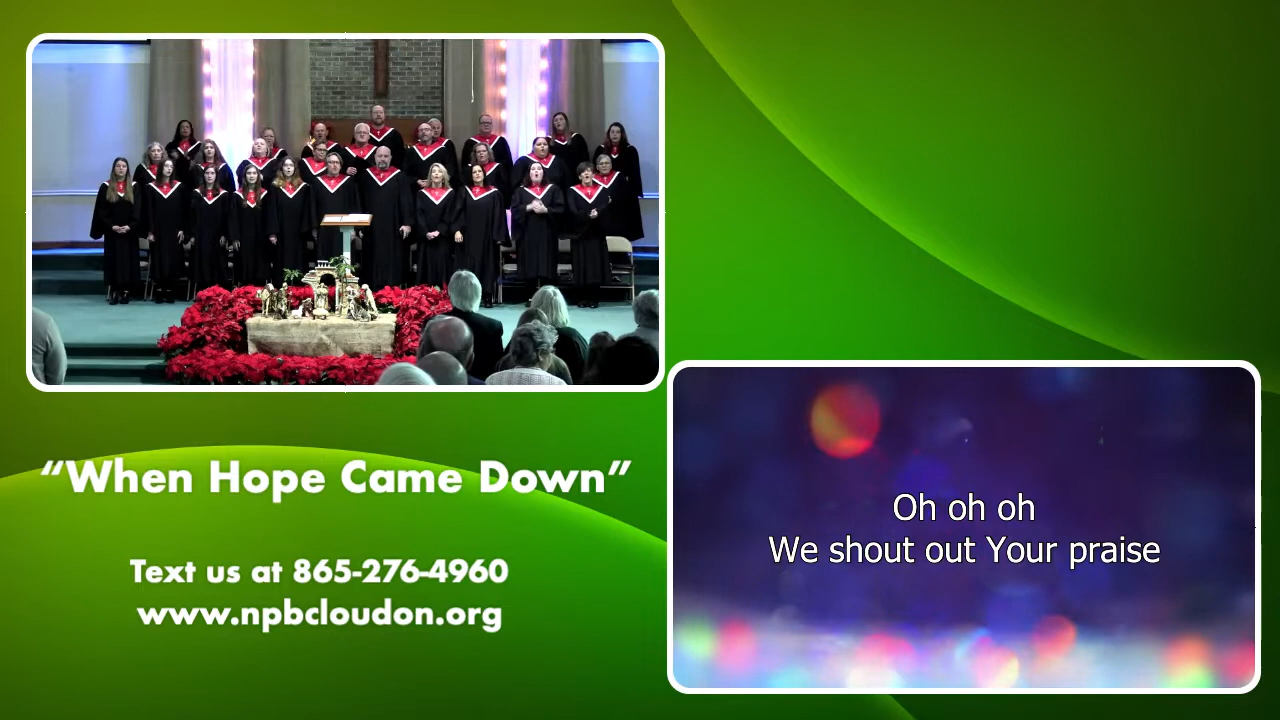 “When Hope Came Down”
Text us at 865-276-4960
www.npbcloudon.org
Oh oh oh
We shout out Your praise